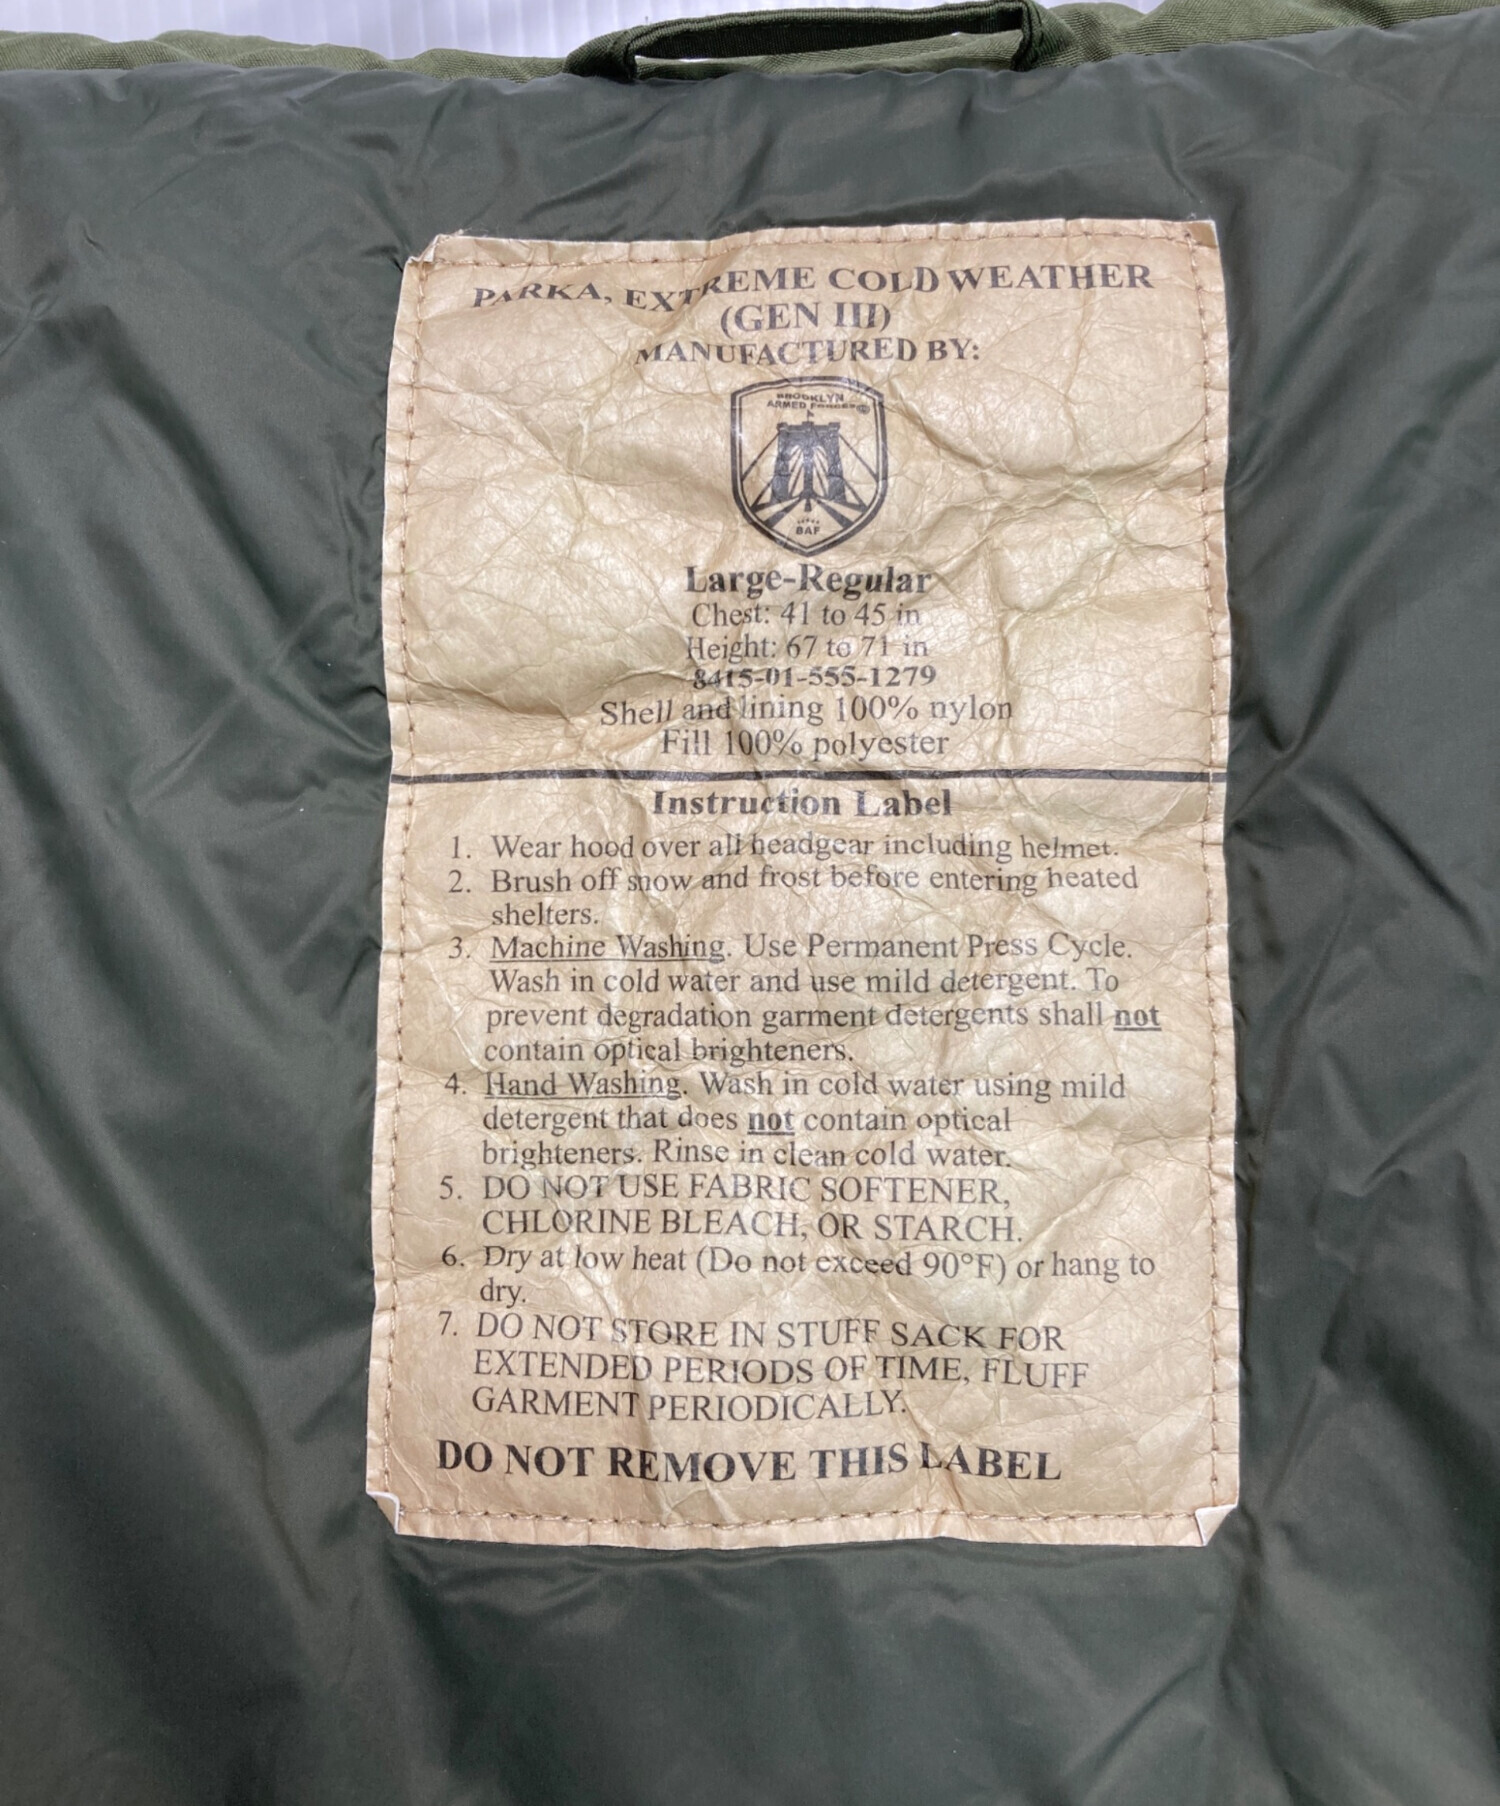 PARKA, EXTREME COLD WEATHER
(GEN III)
MANUFACTURED BY:
BROOKLYN
ARMED FORCES®
BAF
Large-Regular
Chest: 41 to 45 in
Height: 67 to 71 in
8415-01-555-1279
Shell and lining 100% nylon
Fill 100% polyester
Instruction Label
1. Wear hood over all headgear including helmet.
2. Brush off snow and frost before entering heated
shelters.
3. Machine Washing. Use Permanent Press Cycle.
Wash in cold water and use mild detergent. To
prevent degradation garment detergents shall not
contain optical brighteners.
4. Hand Washing. Wash in cold water using mild
detergent that does not contain optical
brighteners. Rinse in clean cold water.
5. DO NOT USE FABRIC SOFTENER,
CHLORINE BLEACH, OR STARCH.
6. Dry at low heat (Do not exceed 90°F) or hang to
dry.
7. DO NOT STORE IN STUFF SACK FOR
EXTENDED PERIODS OF TIME, FLUFF
GARMENT PERIODICALLY.
DO NOT REMOVE THIS LABEL